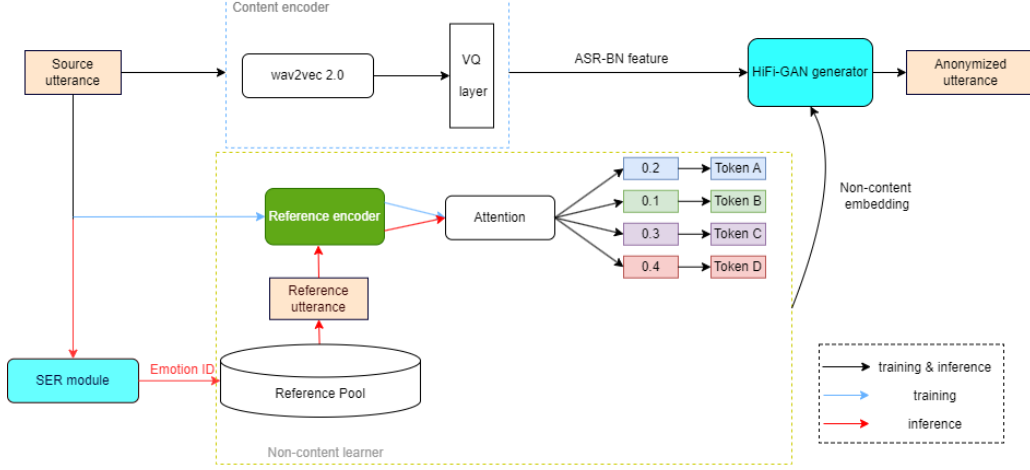 Content encoder
Source
utterance
wav2vec 2.0
VQ
layer
ASR-BN feature
HiFi-GAN generator
Anonymized
utterance
Reference encoder
Attention
0.2
Token A
0.1
Token B
0.3
Token C
0.4
Token D
Non-content
embedding
Reference
utterance
SER module
Emotion ID
Reference Pool
Non-content learner
training & inference
training
inference